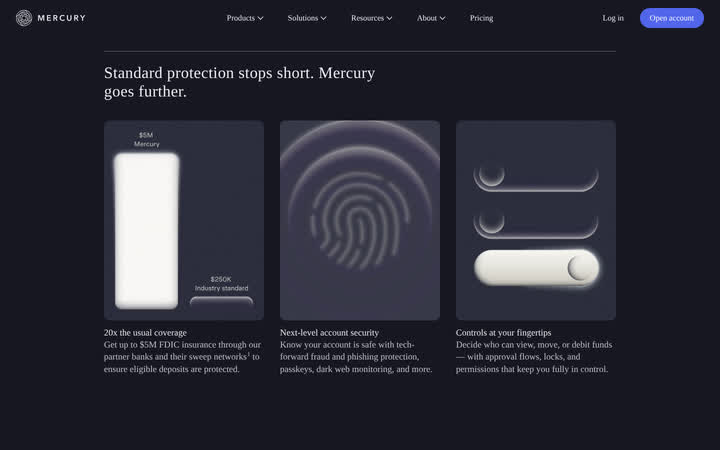 MERCURY
Products
Solutions
Resources
About
Pricing
Log in
Open account
Standard protection stops short. Mercury
goes further.
$5M
Mercury
$250K
Industry standard
20x the usual coverage
Get up to $5M FDIC insurance through our
partner banks and their sweep networks¹ to
ensure eligible deposits are protected.
Next-level account security
Know your account is safe with tech-
forward fraud and phishing protection,
passkeys, dark web monitoring, and more.
Controls at your fingertips
Decide who can view, move, or debit funds
— with approval flows, locks, and
permissions that keep you fully in control.